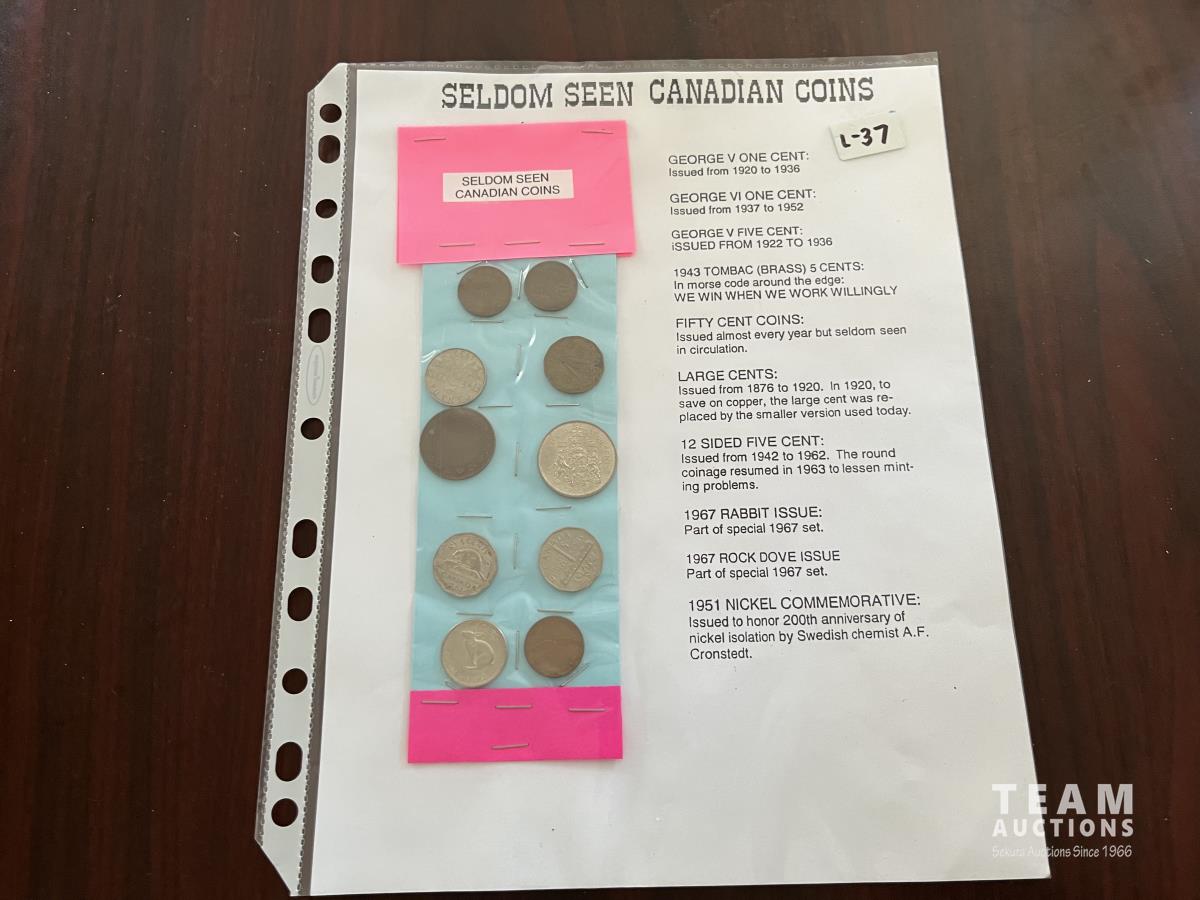 SELDOM SEEN CANADIAN COINS
L-37
SELDOM SEEN
CANADIAN COINS
GEORGE V ONE CENT:
Issued from 1920 to 1936
GEORGE VI ONE CENT:
Issued from 1937 to 1952
GEORGE V FIVE CENT:
iSSUED FROM 1922 TO 1936
1943 TOMBAC (BRASS) 5 CENTS:
In morse code around the edge:
WE WIN WHEN WE WORK WILLINGLY
FIFTY CENT COINS:
Issued almost every year but seldom seen
in circulation.
LARGE CENTS:
Issued from 1876 to 1920. In 1920, to
save on copper, the large cent was re-
placed by the smaller version used today.
12 SIDED FIVE CENT:
Issued from 1942 to 1962. The round
coinage resumed in 1963 to lessen mint-
ing problems.
1967 RABBIT ISSUE:
Part of special 1967 set.
1967 ROCK DOVE ISSUE
Part of special 1967 set.
1951 NICKEL COMMEMORATIVE:
Issued to honor 200th anniversary of
nickel isolation by Swedish chemist A.F.
Cronstedt.
TEAM
AUCTIONS
Sekura Auctions Since 1966